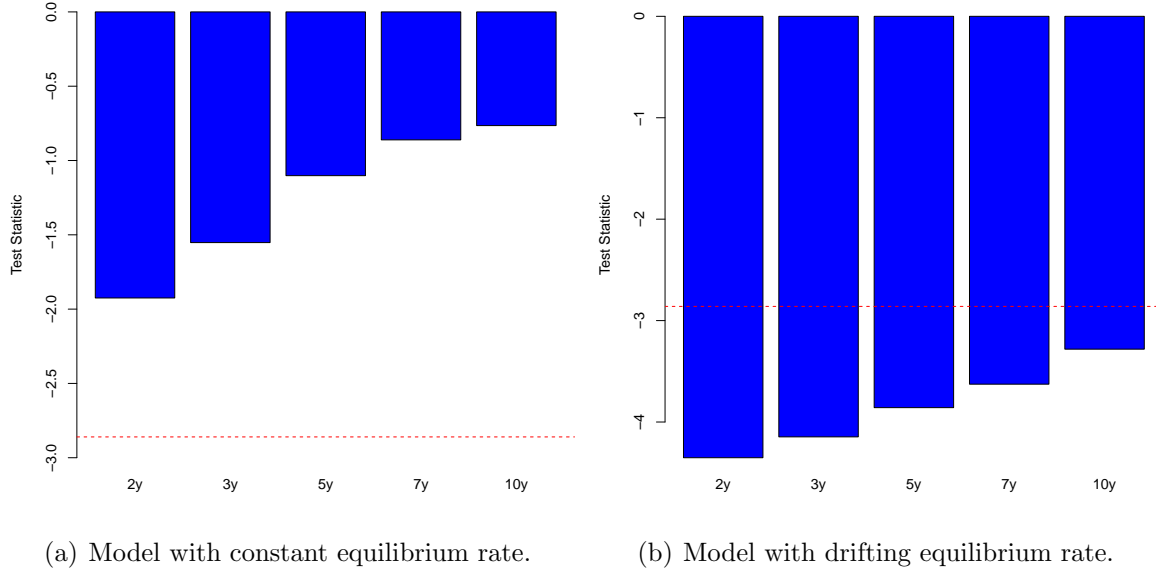 0.0
−0.5
−1.0
−1.5
−2.0
−2.5
−3.0
Test Statistic
2y 3y 5y 7y 10y
0
−1
−2
−3
−4
Test Statistic
2y 3y 5y 7y 10y
(a) Model with constant equilibrium rate.
(b) Model with drifting equilibrium rate.